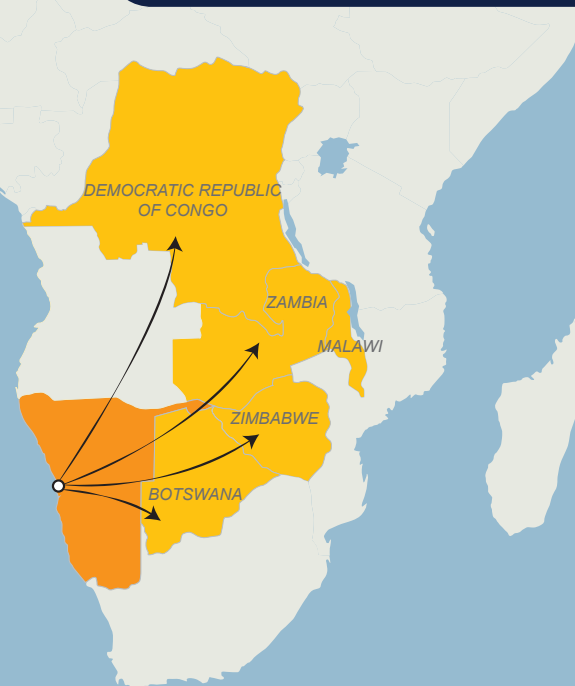 DEMOCRATIC REPUBLIC
OF CONGO
ZAMBIA
MALAWI
ZIMBABWE
BOTSWANA